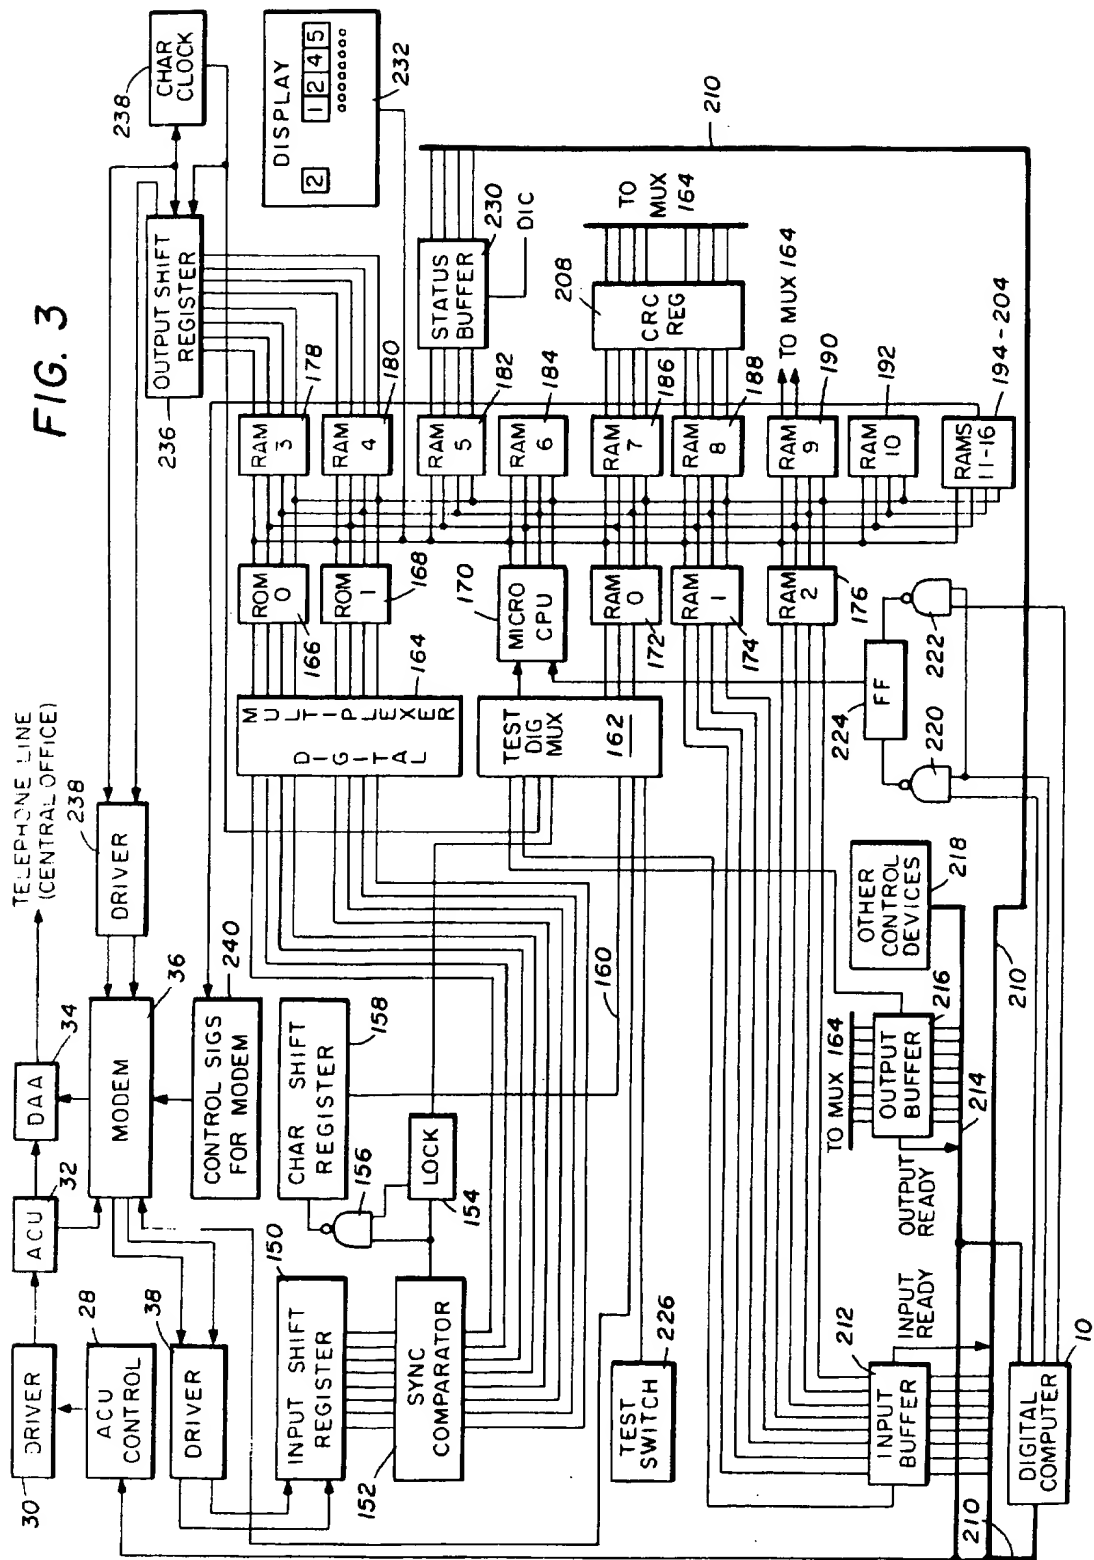 FIG. 3
TELEPHONE LINE
(CENTRAL OFFICE)
DRIVER
30
ACU
32
DAA
34
ACU
CONTROL
28
MODEM
36
DRIVER
238
CHAR
CLOCK
238
DRIVER
38
CONTROL SIGS
FOR MODEM
240
OUTPUT SHIFT
REGISTER
236
DISPLAY
2
1 2 4 5
232
INPUT SHIFT
REGISTER
150
CHAR SHIFT
REGISTER
158
156
SYNC
COMPARATOR
152
LOCK
154
160
DIGITAL
MULTIPLEXER
164
ROM
0
166
ROM
1
168
RAM
3
178
RAM
4
180
TEST
DIG
MUX
162
MICRO
CPU
170
RAM
5
182
RAM
6
184
STATUS
BUFFER
230
DIC
210
TEST
SWITCH
226
RAM
0
172
RAM
1
174
RAM
7
186
RAM
8
188
CRC
REG
208
TO
MUX
164
RAM
2
176
RAM
9
190
TO MUX 164
RAM
10
192
RAMS
11-16
194-204
FF
224
220
222
INPUT
BUFFER
212
INPUT
READY
OUTPUT
READY
TO MUX 164
OUTPUT
BUFFER
216
214
OTHER
CONTROL
DEVICES
218
210
210
DIGITAL
COMPUTER
10